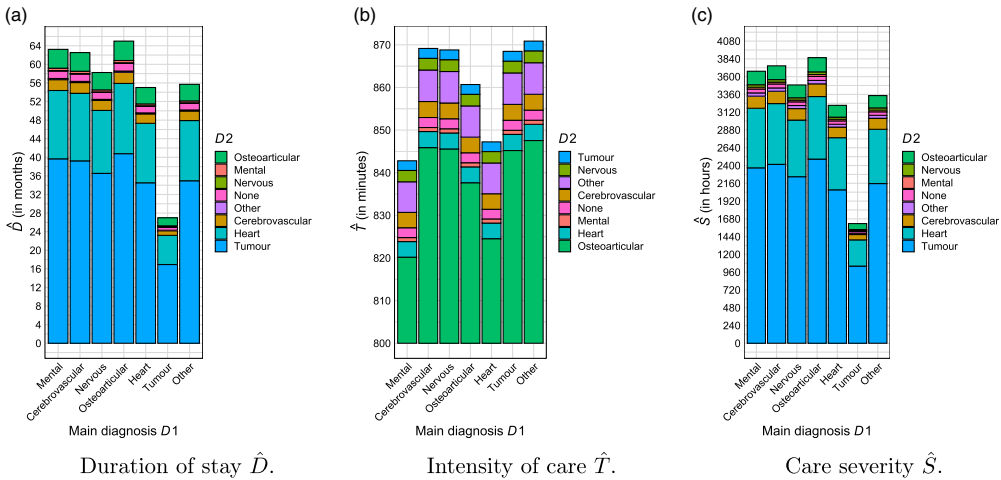 (a)
64
60
56
52
48
44
40
36
32
28
24
20
16
12
8
4
0
D̂ (in months)
Mental
Cerebrovascular
Nervous
Osteoarticular
Heart
Tumour
Other
Main diagnosis D1
D2
Osteoarticular
Mental
Nervous
None
Other
Cerebrovascular
Heart
Tumour
Duration of stay D̂.
(b)
870
860
850
840
830
820
810
800
T̂ (in minutes)
Mental
Cerebrovascular
Nervous
Osteoarticular
Heart
Tumour
Other
Main diagnosis D1
D2
Tumour
Nervous
Other
Cerebrovascular
None
Mental
Heart
Osteoarticular
Intensity of care T̂.
(c)
4080
3840
3600
3360
3120
2880
2640
2400
2160
1920
1680
1440
1200
960
720
480
240
0
Ŝ (in hours)
Mental
Cerebrovascular
Nervous
Osteoarticular
Heart
Tumour
Other
Main diagnosis D1
D2
Osteoarticular
Nervous
Mental
None
Other
Cerebrovascular
Heart
Tumour
Care severity Ŝ.